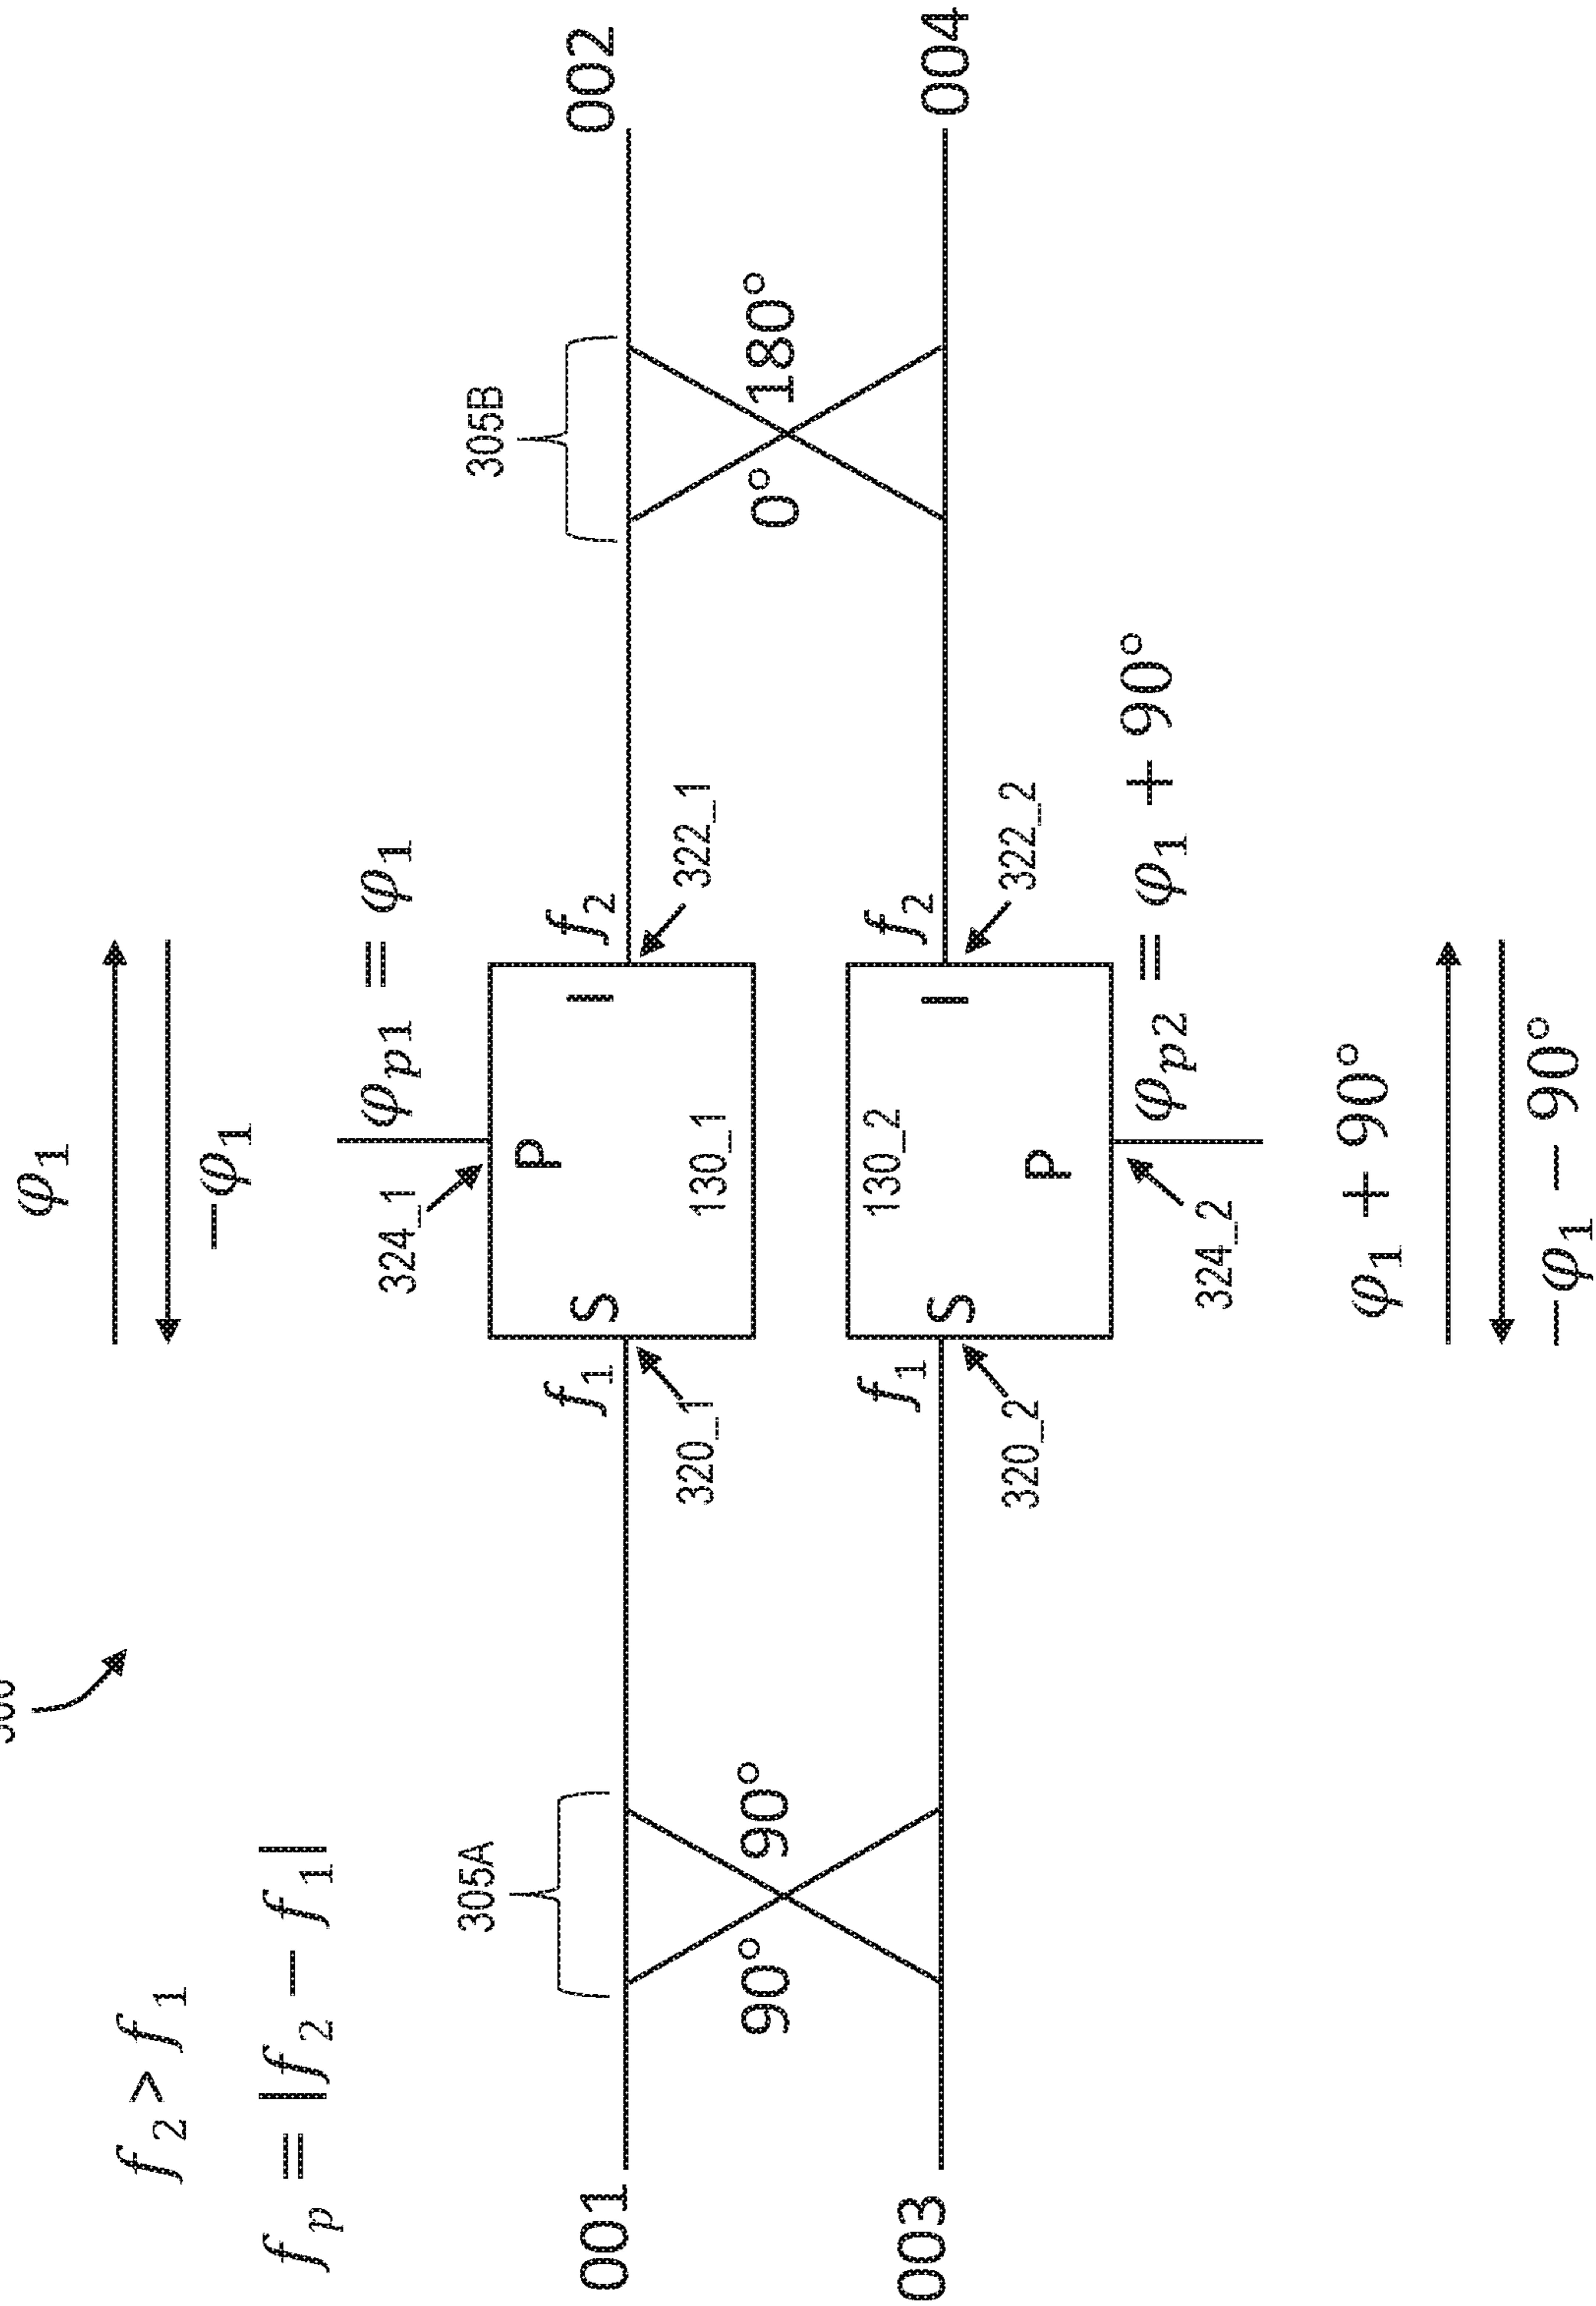 φ₁
f₂ > f₁
−φ₁
fₚ = |f₂ − f₁|
324_1
φₚ₁ = φ₁
305A
305B
P
f₁
S
I
f₂
001
002
320_1
130_1
322_1
90° 90°
0° 180°
130_2
f₁
S
I
f₂
003
004
320_2
P
322_2
φₚ₂ = φ₁ + 90°
324_2
φ₁ + 90°
−φ₁ − 90°